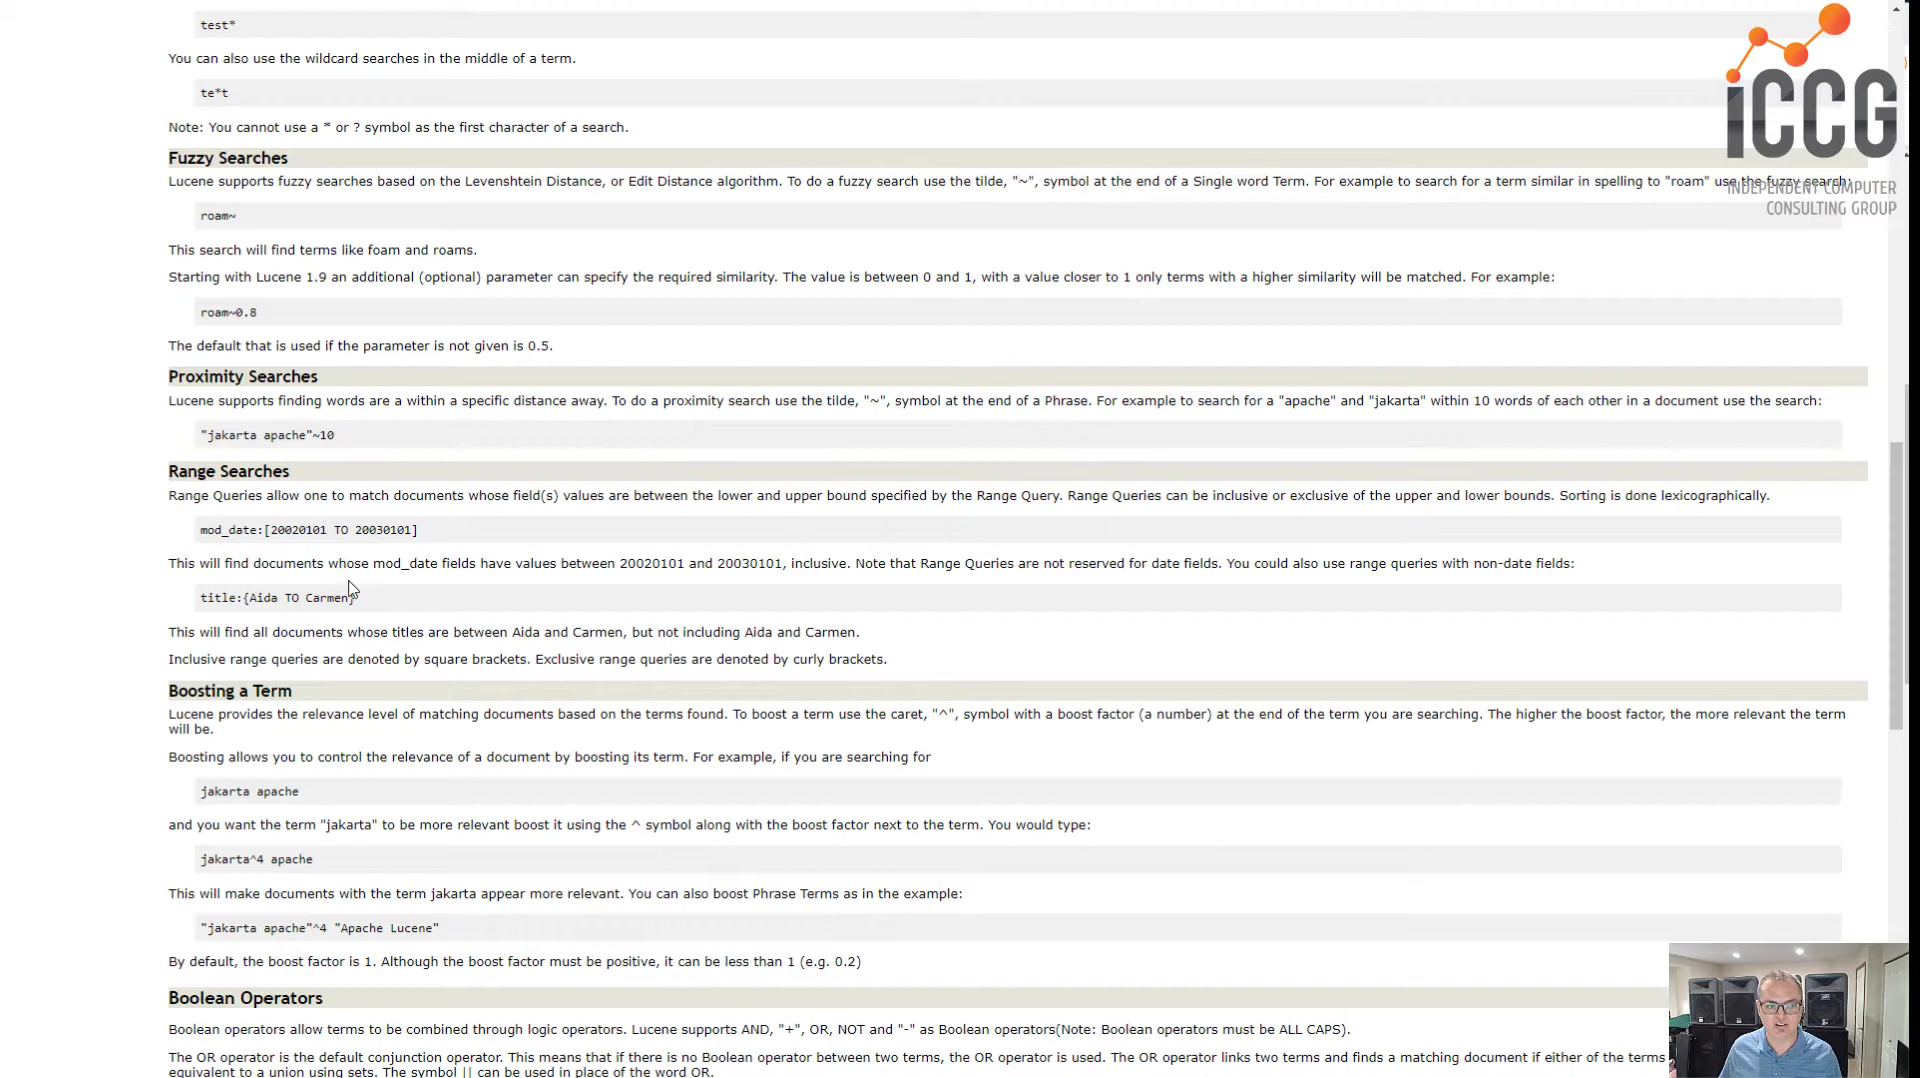 test*
You can also use the wildcard searches in the middle of a term.
te*t
Note: You cannot use a * or ? symbol as the first character of a search.
Fuzzy Searches
Lucene supports fuzzy searches based on the Levenshtein Distance, or Edit Distance algorithm. To do a fuzzy search use the tilde, "~", symbol at the end of a Single word Term. For example to search for a term similar in spelling to "roam" use the fuzzy search:
roam~
This search will find terms like foam and roams.
Starting with Lucene 1.9 an additional (optional) parameter can specify the required similarity. The value is between 0 and 1, with a value closer to 1 only terms with a higher similarity will be matched. For example:
roam~0.8
The default that is used if the parameter is not given is 0.5.
Proximity Searches
Lucene supports finding words are a within a specific distance away. To do a proximity search use the tilde, "~", symbol at the end of a Phrase. For example to search for a "apache" and "jakarta" within 10 words of each other in a document use the search:
"jakarta apache"~10
Range Searches
Range Queries allow one to match documents whose field(s) values are between the lower and upper bound specified by the Range Query. Range Queries can be inclusive or exclusive of the upper and lower bounds. Sorting is done lexicographically.
mod_date:[20020101 TO 20030101]
This will find documents whose mod_date fields have values between 20020101 and 20030101, inclusive. Note that Range Queries are not reserved for date fields. You could also use range queries with non-date fields:
title:{Aida TO Carmen}
This will find all documents whose titles are between Aida and Carmen, but not including Aida and Carmen.
Inclusive range queries are denoted by square brackets. Exclusive range queries are denoted by curly brackets.
Boosting a Term
Lucene provides the relevance level of matching documents based on the terms found. To boost a term use the caret, "^", symbol with a boost factor (a number) at the end of the term you are searching. The higher the boost factor, the more relevant the term
will be.
Boosting allows you to control the relevance of a document by boosting its term. For example, if you are searching for
jakarta apache
and you want the term "jakarta" to be more relevant boost it using the ^ symbol along with the boost factor next to the term. You would type:
jakarta^4 apache
This will make documents with the term jakarta appear more relevant. You can also boost Phrase Terms as in the example:
"jakarta apache"^4 "Apache Lucene"
By default, the boost factor is 1. Although the boost factor must be positive, it can be less than 1 (e.g. 0.2)
Boolean Operators
Boolean operators allow terms to be combined through logic operators. Lucene supports AND, "+", OR, NOT and "-" as Boolean operators(Note: Boolean operators must be ALL CAPS).
The OR operator is the default conjunction operator. This means that if there is no Boolean operator between two terms, the OR operator is used. The OR operator links two terms and finds a matching document if either of the terms
equivalent to a union using sets. The symbol || can be used in place of the word OR.
iCCG
INDEPENDENT COMPUTER
CONSULTING GROUP